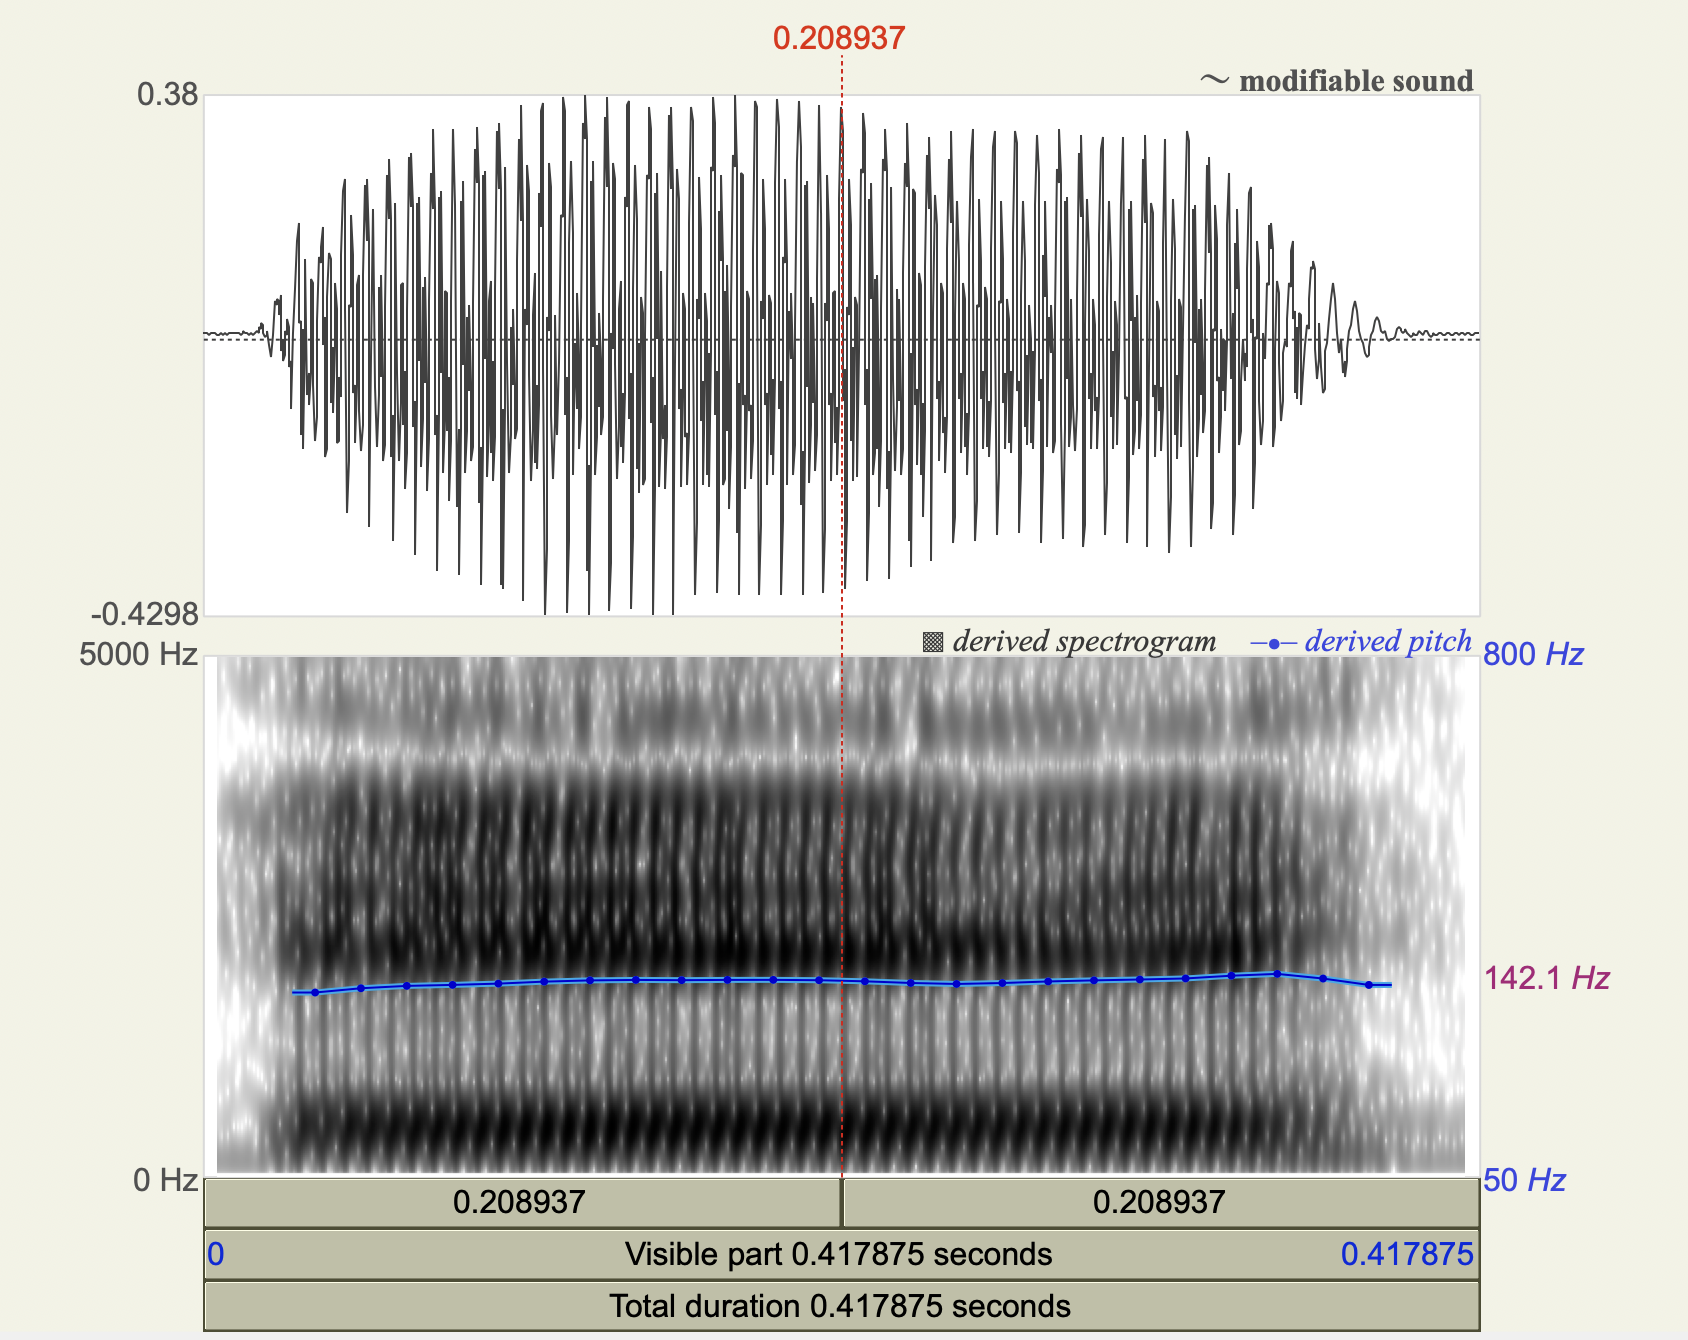 0.208937
~ modifiable sound
0.38
-0.4298
derived spectrogram derived pitch
5000 Hz 800 Hz
142.1 Hz
0 Hz 50 Hz
0.208937 0.208937
0 Visible part 0.417875 seconds 0.417875
Total duration 0.417875 seconds